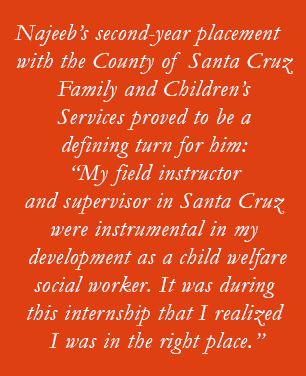 Najeeb’s second-year placement
with the County of Santa Cruz
Family and Children’s
Services proved to be a
defining turn for him:
“My field instructor
and supervisor in Santa Cruz
were instrumental in my
development as a child welfare
social worker. It was during
this internship that I realized
I was in the right place.”